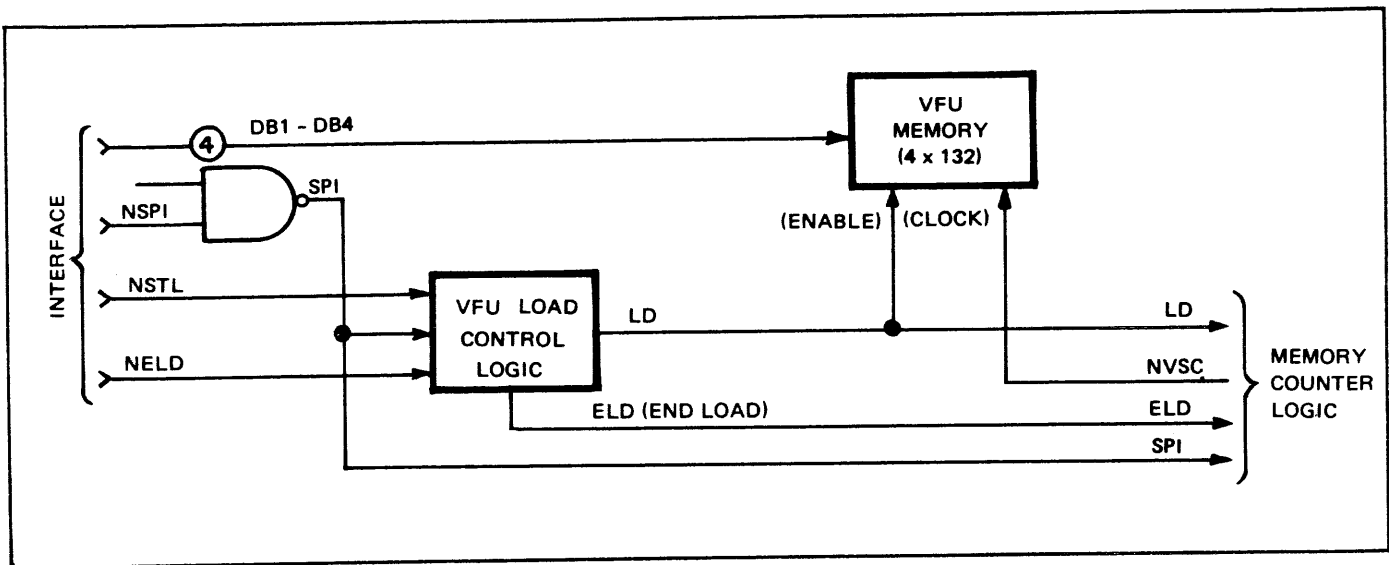 VFU
MEMORY
(4 x 132)
4
DB1 - DB4
SPI
NSPI
INTERFACE
(ENABLE)
(CLOCK)
NSTL
VFU LOAD
CONTROL
LOGIC
LD
LD
NELD
NVSC
MEMORY
COUNTER
LOGIC
ELD (END LOAD)
ELD
SPI